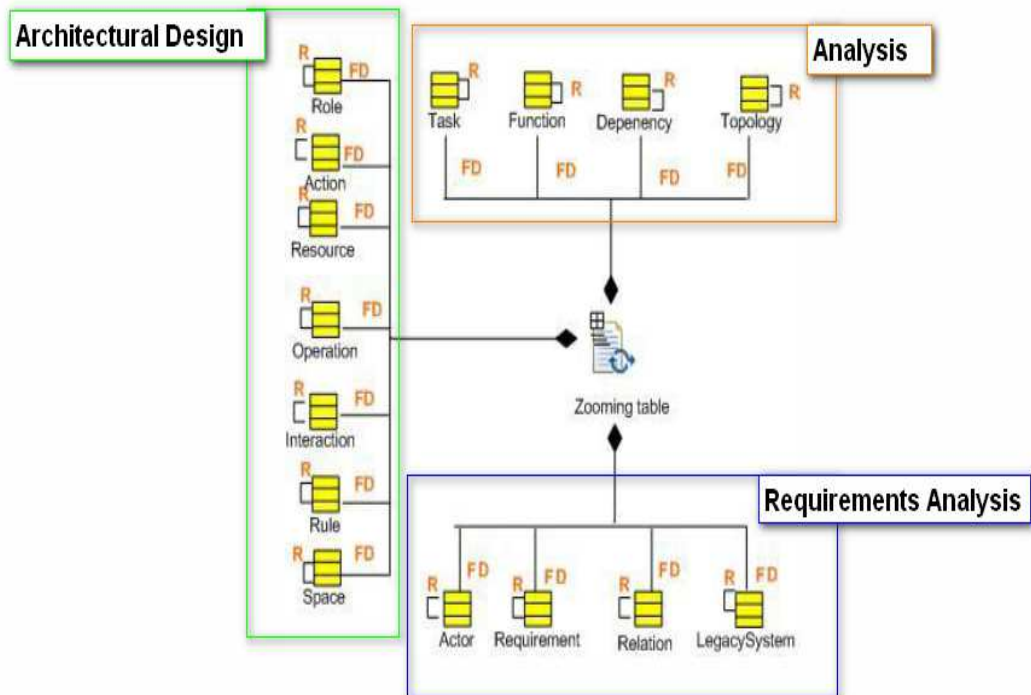 Architectural Design
R
FD
Role
R
FD
Action
R
FD
Resource
R
FD
Operation
R
FD
Interaction
R
FD
Rule
R
FD
Space
Analysis
R
Task
FD
R
Function
FD
R
Depenency
FD
R
Topology
FD
Zooming table
Requirements Analysis
R
FD
Actor
R
FD
Requirement
R
FD
Relation
R
FD
LegacySystem